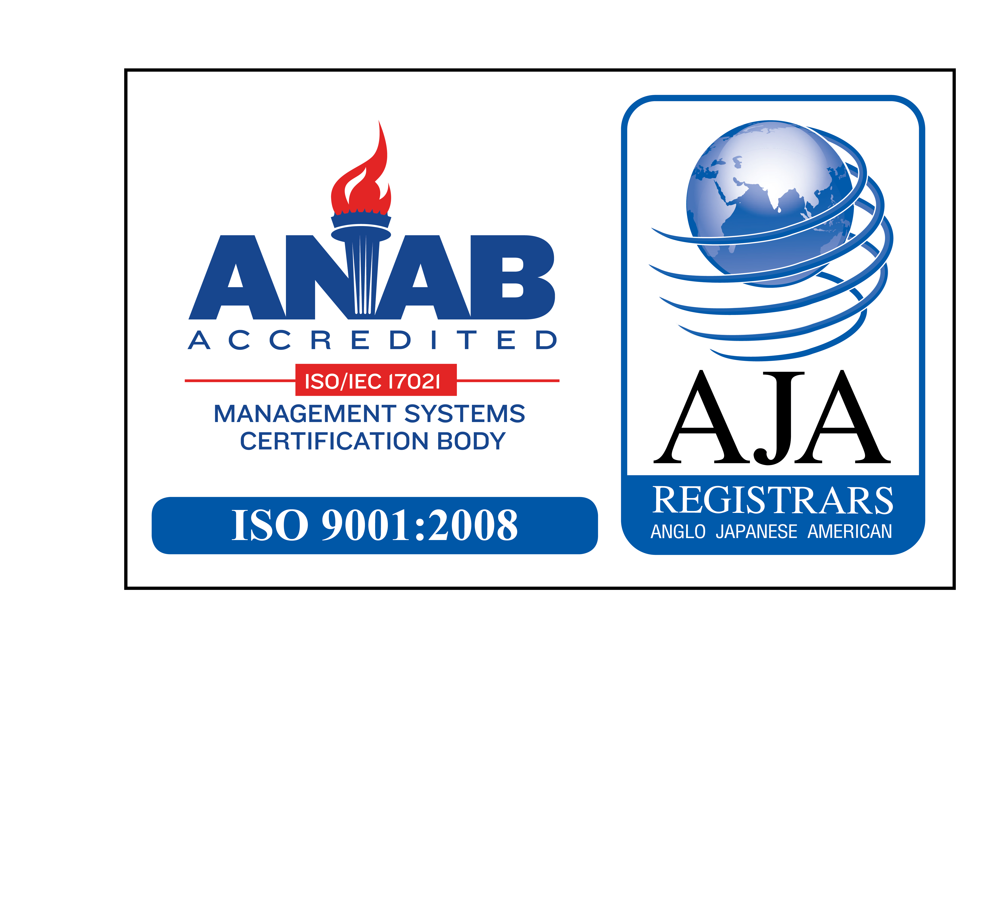 ANAB
ACCREDITED
ISO/IEC 17021
MANAGEMENT SYSTEMS
CERTIFICATION BODY
ISO 9001:2008
AJA
REGISTRARS
ANGLO JAPANESE AMERICAN